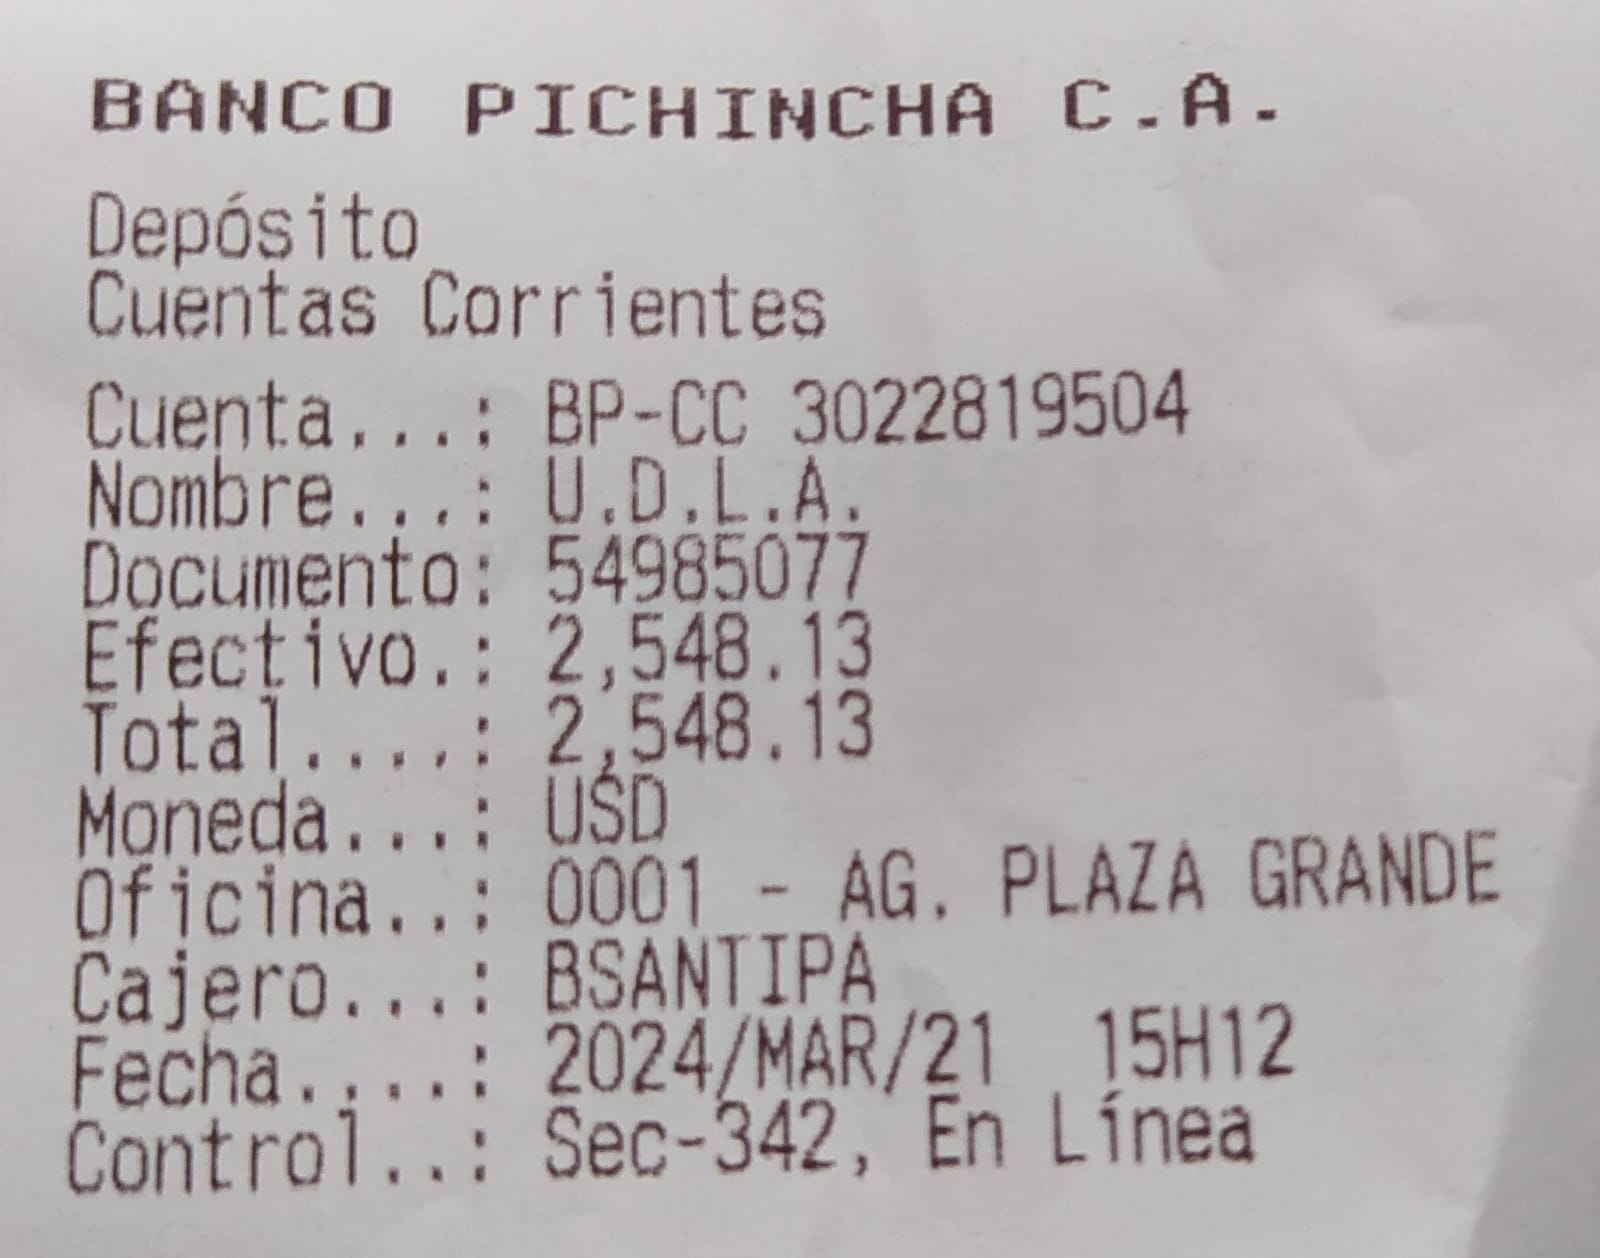 BANCO PICHINCHA C.A.
Depósito
Cuentas Corrientes
Cuenta...: BP-CC 3022819504
Nombre...: U.D.L.A.
Documento: 54985077
Efectivo.: 2,548.13
Total....: 2,548.13
Moneda...: USD
Oficina..: 0001 - AG. PLAZA GRANDE
Cajero...: BSANTIPA
Fecha....: 2024/MAR/21 15H12
Control..: Sec-342, En Línea